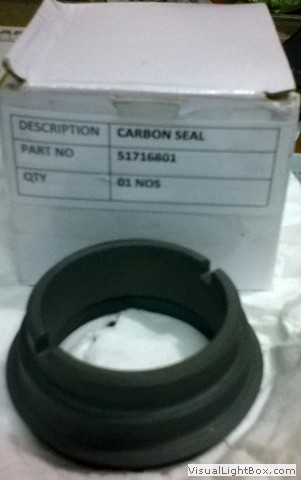 DESCRIPTION CARBON SEAL
PART NO 51716801
QTY 01 NOS
VisualLightBox.com